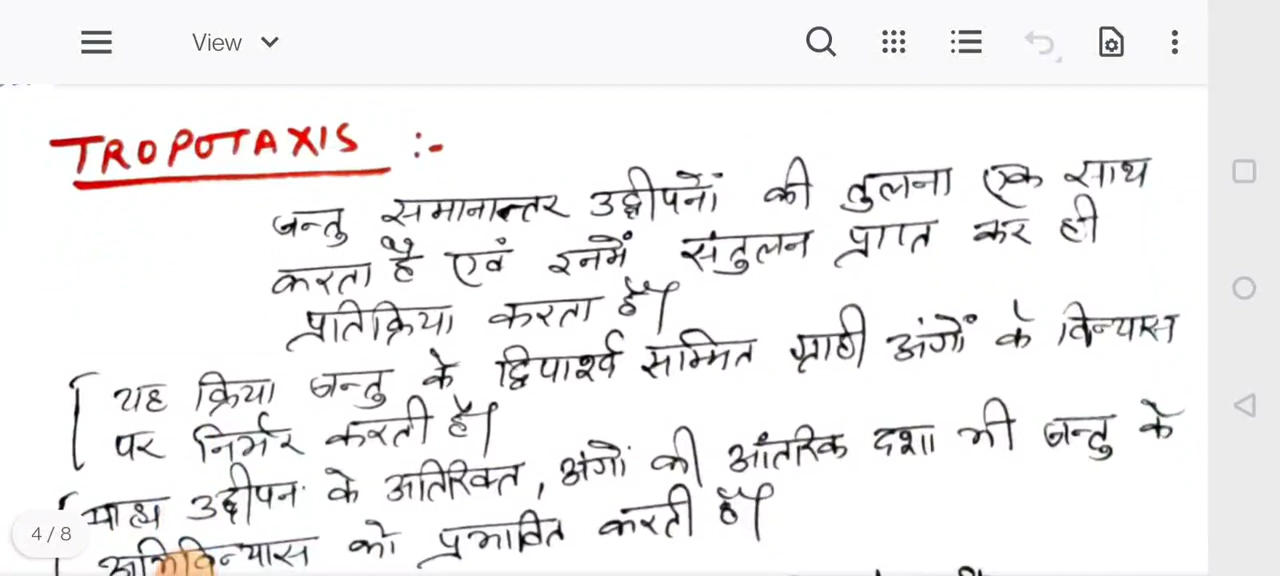 View
TROPOTAXIS :-
जन्तु समानान्तर उद्दीपनों की तुलना एक साथ
करता है एवं इनमें संतुलन प्राप्त कर ही
प्रतिक्रिया करता है।
यह क्रिया जन्तु के द्विपार्श्व सममित ग्राही अंगों के विन्यास
पर निर्भर करती है।
उद्दीपन के अतिरिक्त, अंगों की आंतरिक दशा भी जन्तु के
4 / 8
अभिविन्यास को प्रभावित करती है।